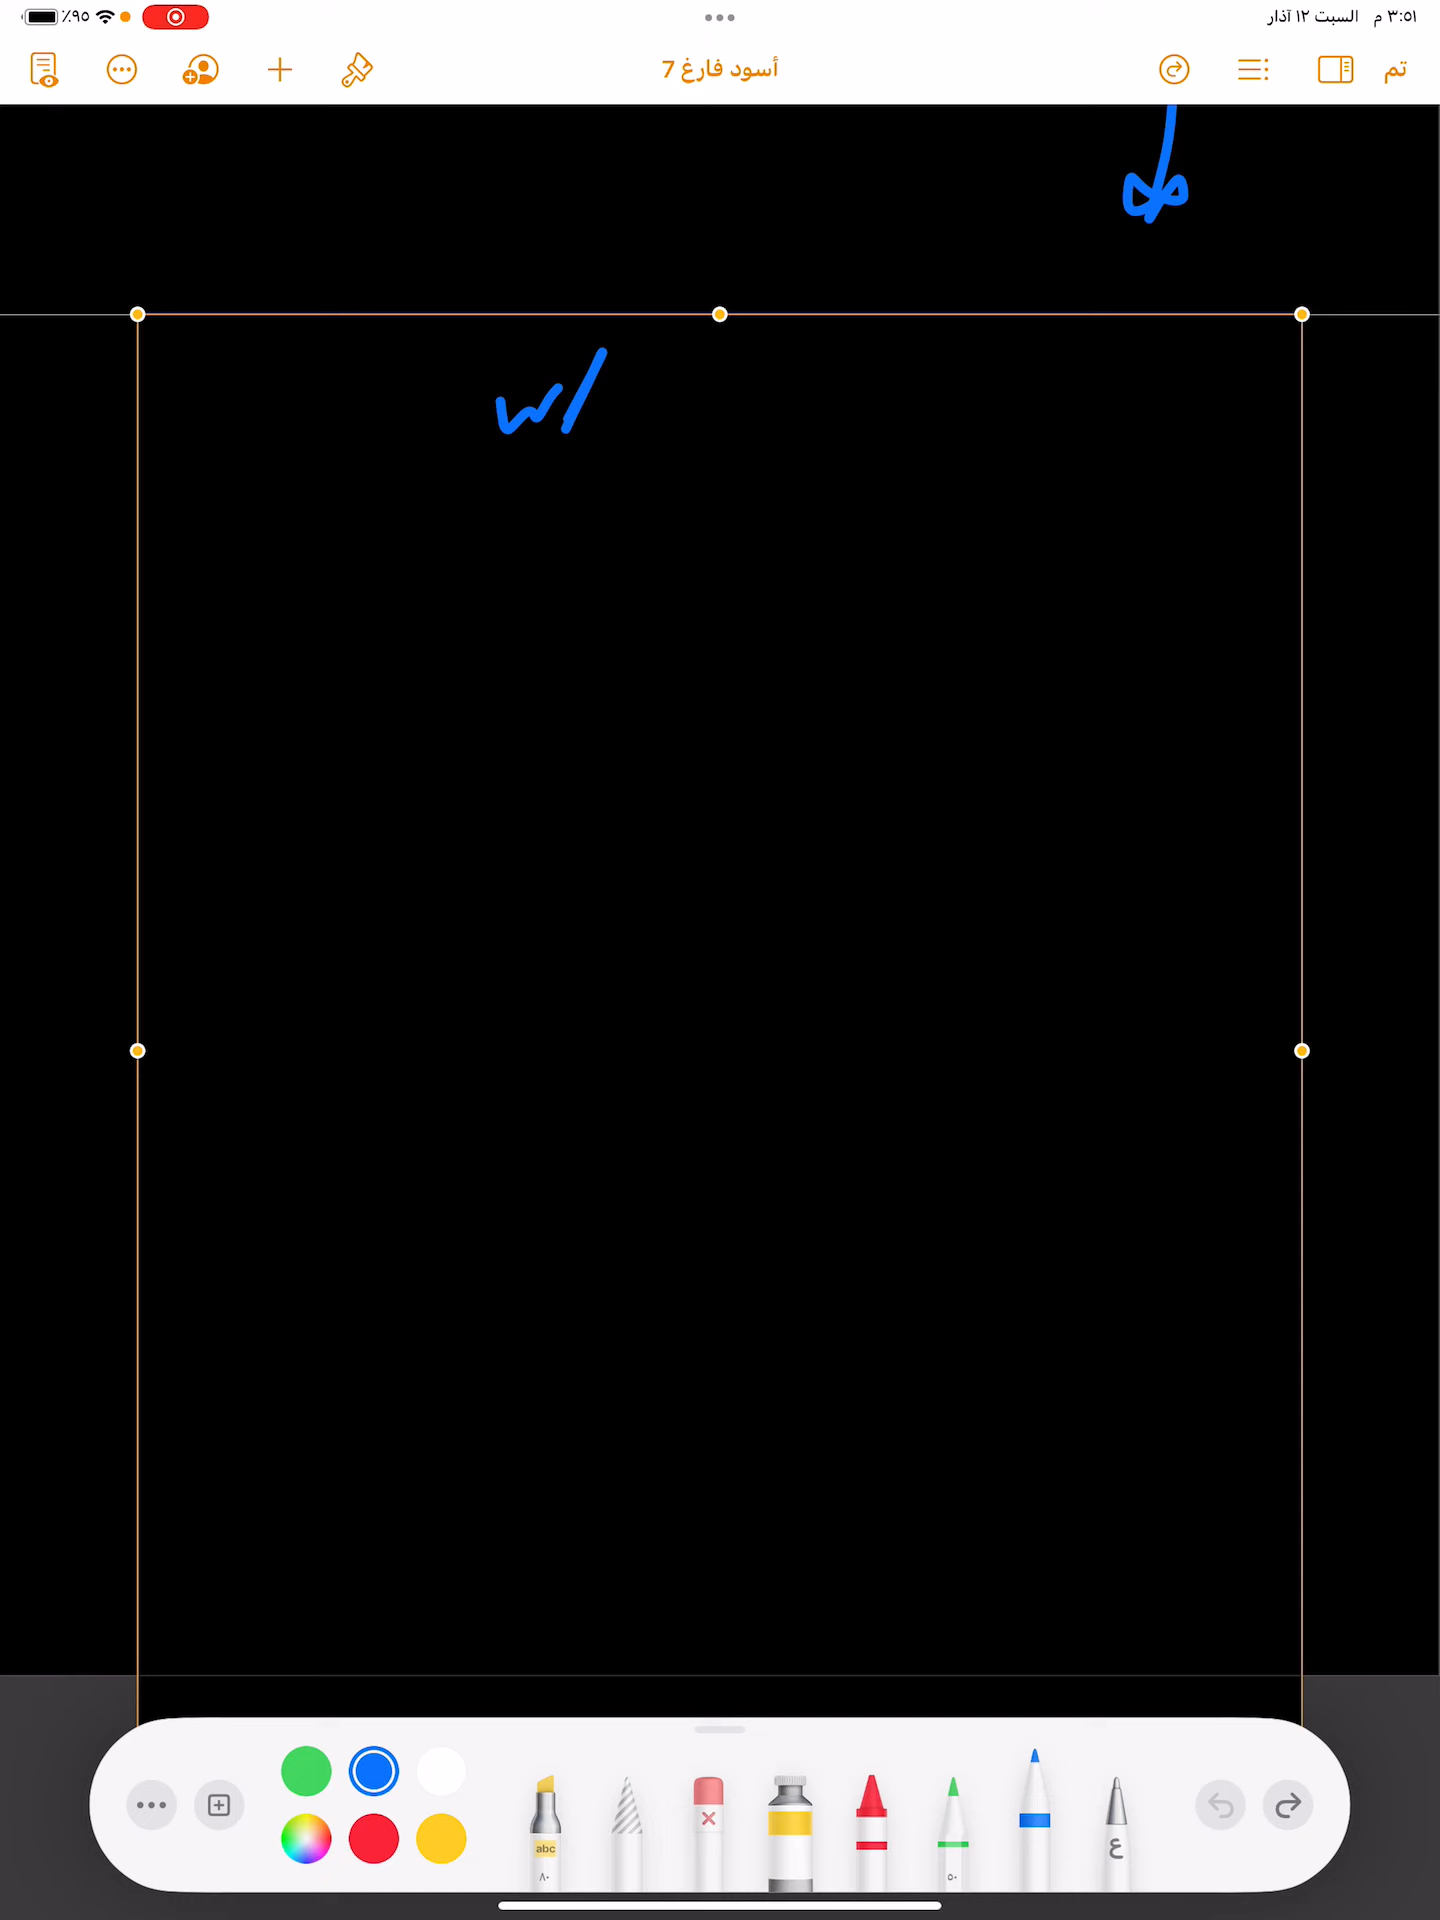 ٣:٥١ م السبت ١٢ آذار ٪٩٥
تم أسود فارغ 7
w/
abc
٨٠
٥٠
ع